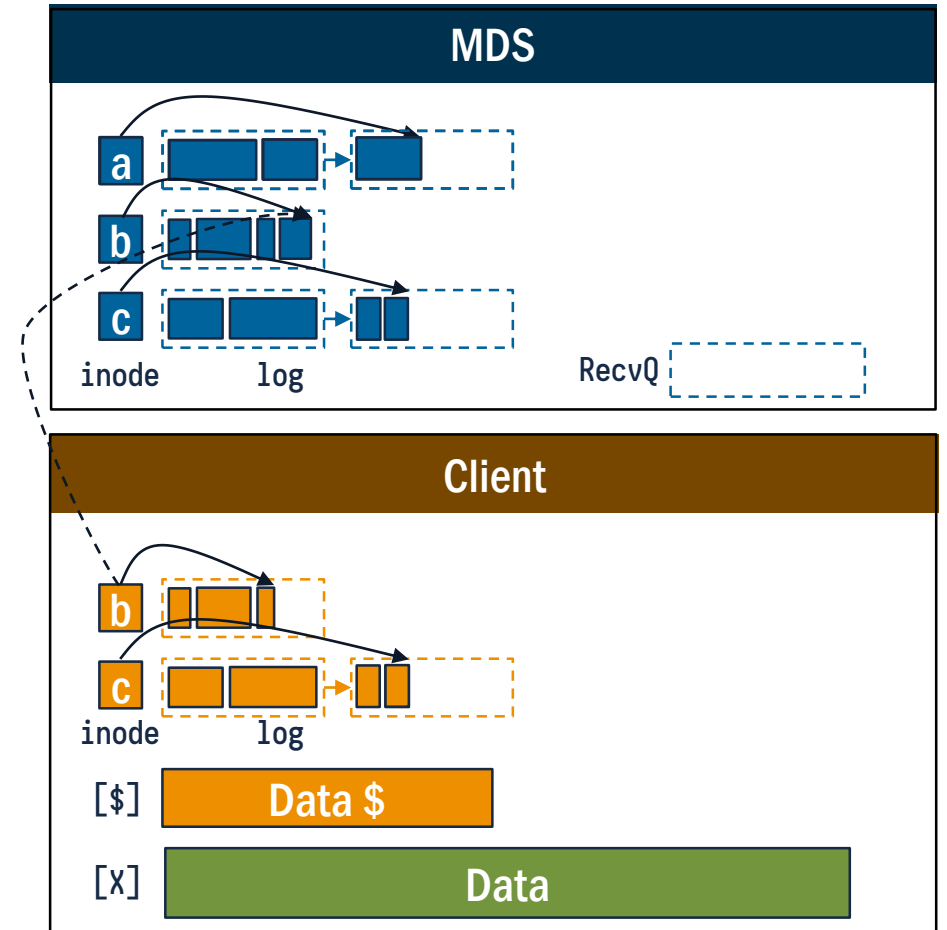 MDS
a
b
c
inode log
RecvQ
Client
b
c
inode log
[$] Data $
[X] Data